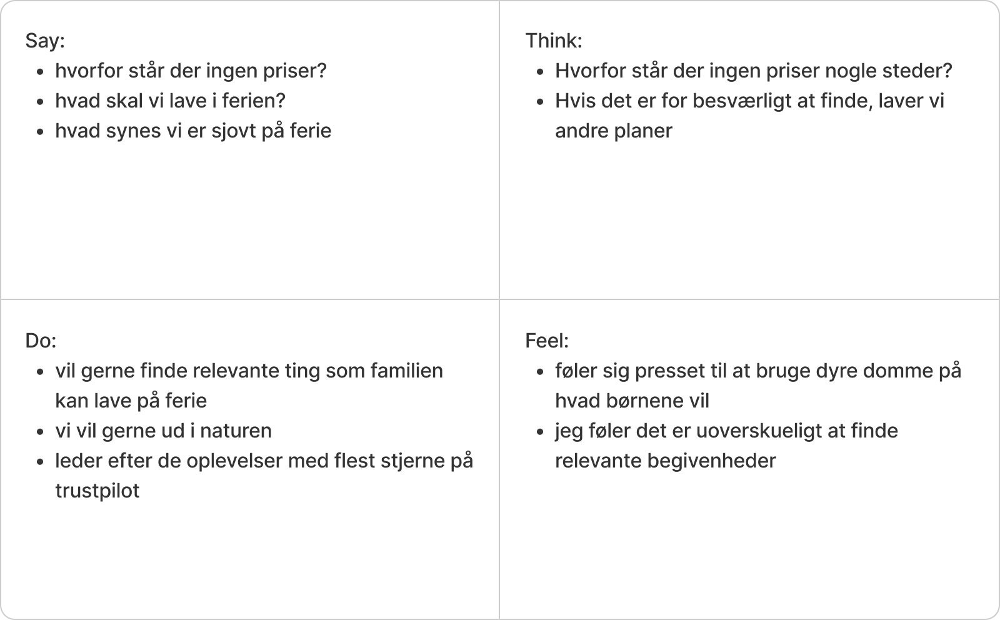 Say:
• hvorfor står der ingen priser?
• hvad skal vi lave i ferien?
• hvad synes vi er sjovt på ferie
Think:
• Hvorfor står der ingen priser nogle steder?
• Hvis det er for besværligt at finde, laver vi
andre planer
Do:
• vil gerne finde relevante ting som familien
kan lave på ferie
• vi vil gerne ud i naturen
• leder efter de oplevelser med flest stjerne på
trustpilot
Feel:
• føler sig presset til at bruge dyre domme på
hvad børnene vil
• jeg føler det er uoverskueligt at finde
relevante begivenheder